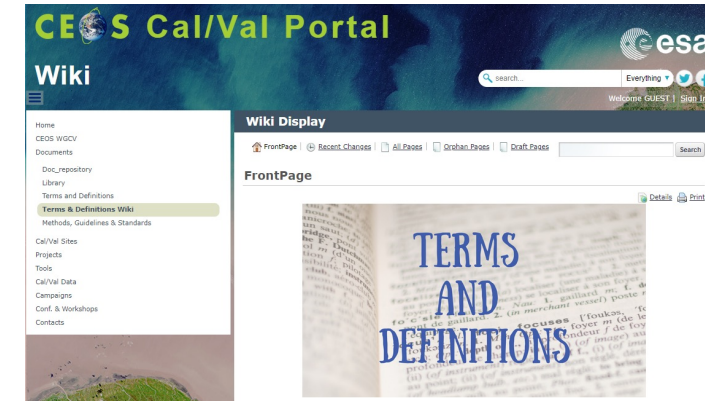 CEOS Cal/Val Portal
esa
Wiki
search...
Everything
Welcome GUEST | Sign In
Home
CEOS WGCV
Documents
Doc_repository
Library
Terms and Definitions
Terms & Definitions Wiki
Methods, Guidelines & Standards
Cal/Val Sites
Projects
Tools
Cal/Val Data
Campaigns
Conf. & Workshops
Contacts
Wiki Display
FrontPage | Recent Changes | All Pages | Orphan Pages | Draft Pages
Search
FrontPage
Details Print
TERMS
AND
DEFINITIONS